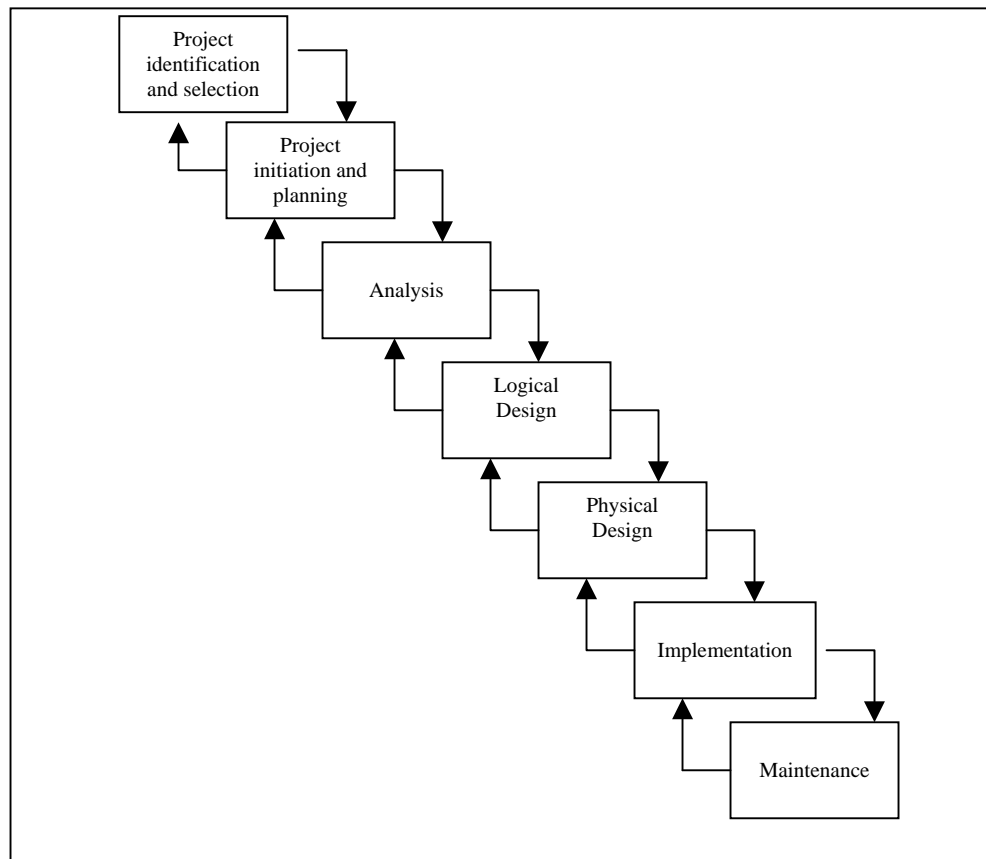 Project
identification
and selection
Project
initiation and
planning
Analysis
Logical
Design
Physical
Design
Implementation
Maintenance